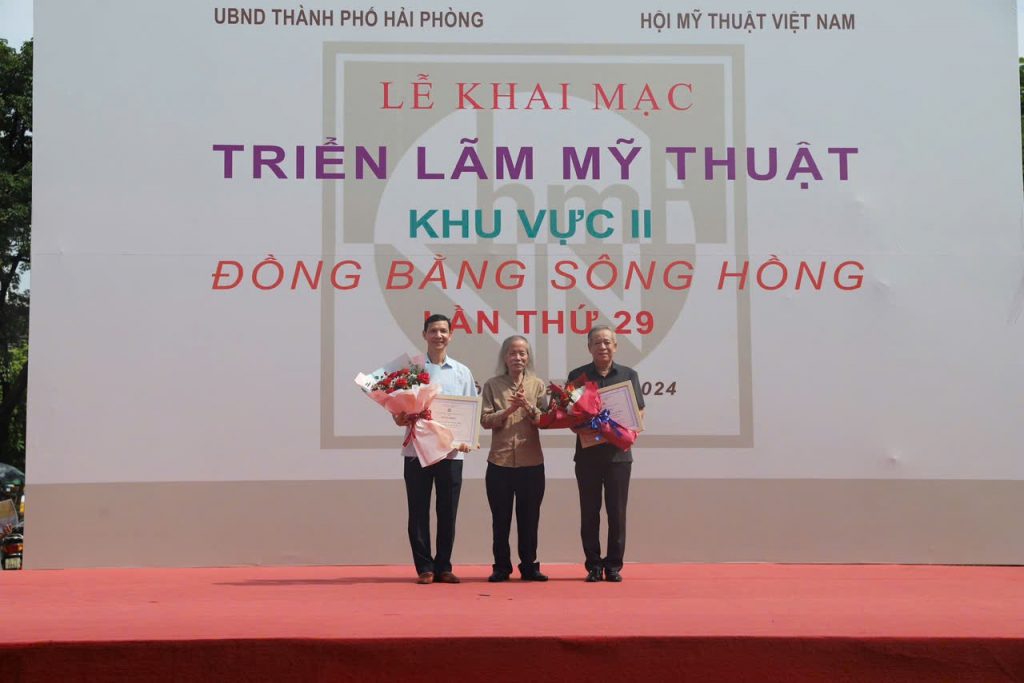 UBND THÀNH PHỐ HẢI PHÒNG
HỘI MỸ THUẬT VIỆT NAM
LỄ KHAI MẠC
TRIỂN LÃM MỸ THUẬT
KHU VỰC II
ĐỒNG BẰNG SÔNG HỒNG
LẦN THỨ 29
2024